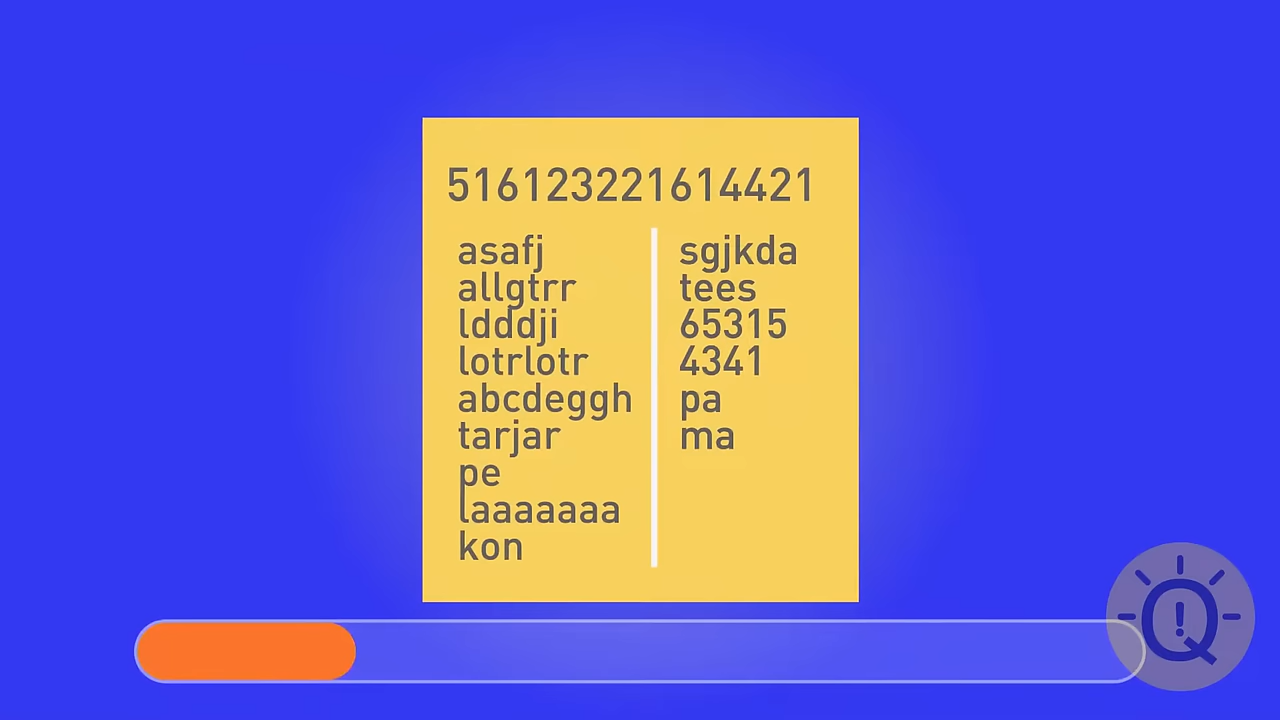 516123221614421
asafj
allgtrr
ldddji
lotrlotr
abcdeggh
tarjar
pe
laaaaaaa
kon
sgjkda
tees
65315
4341
pa
ma
Q!